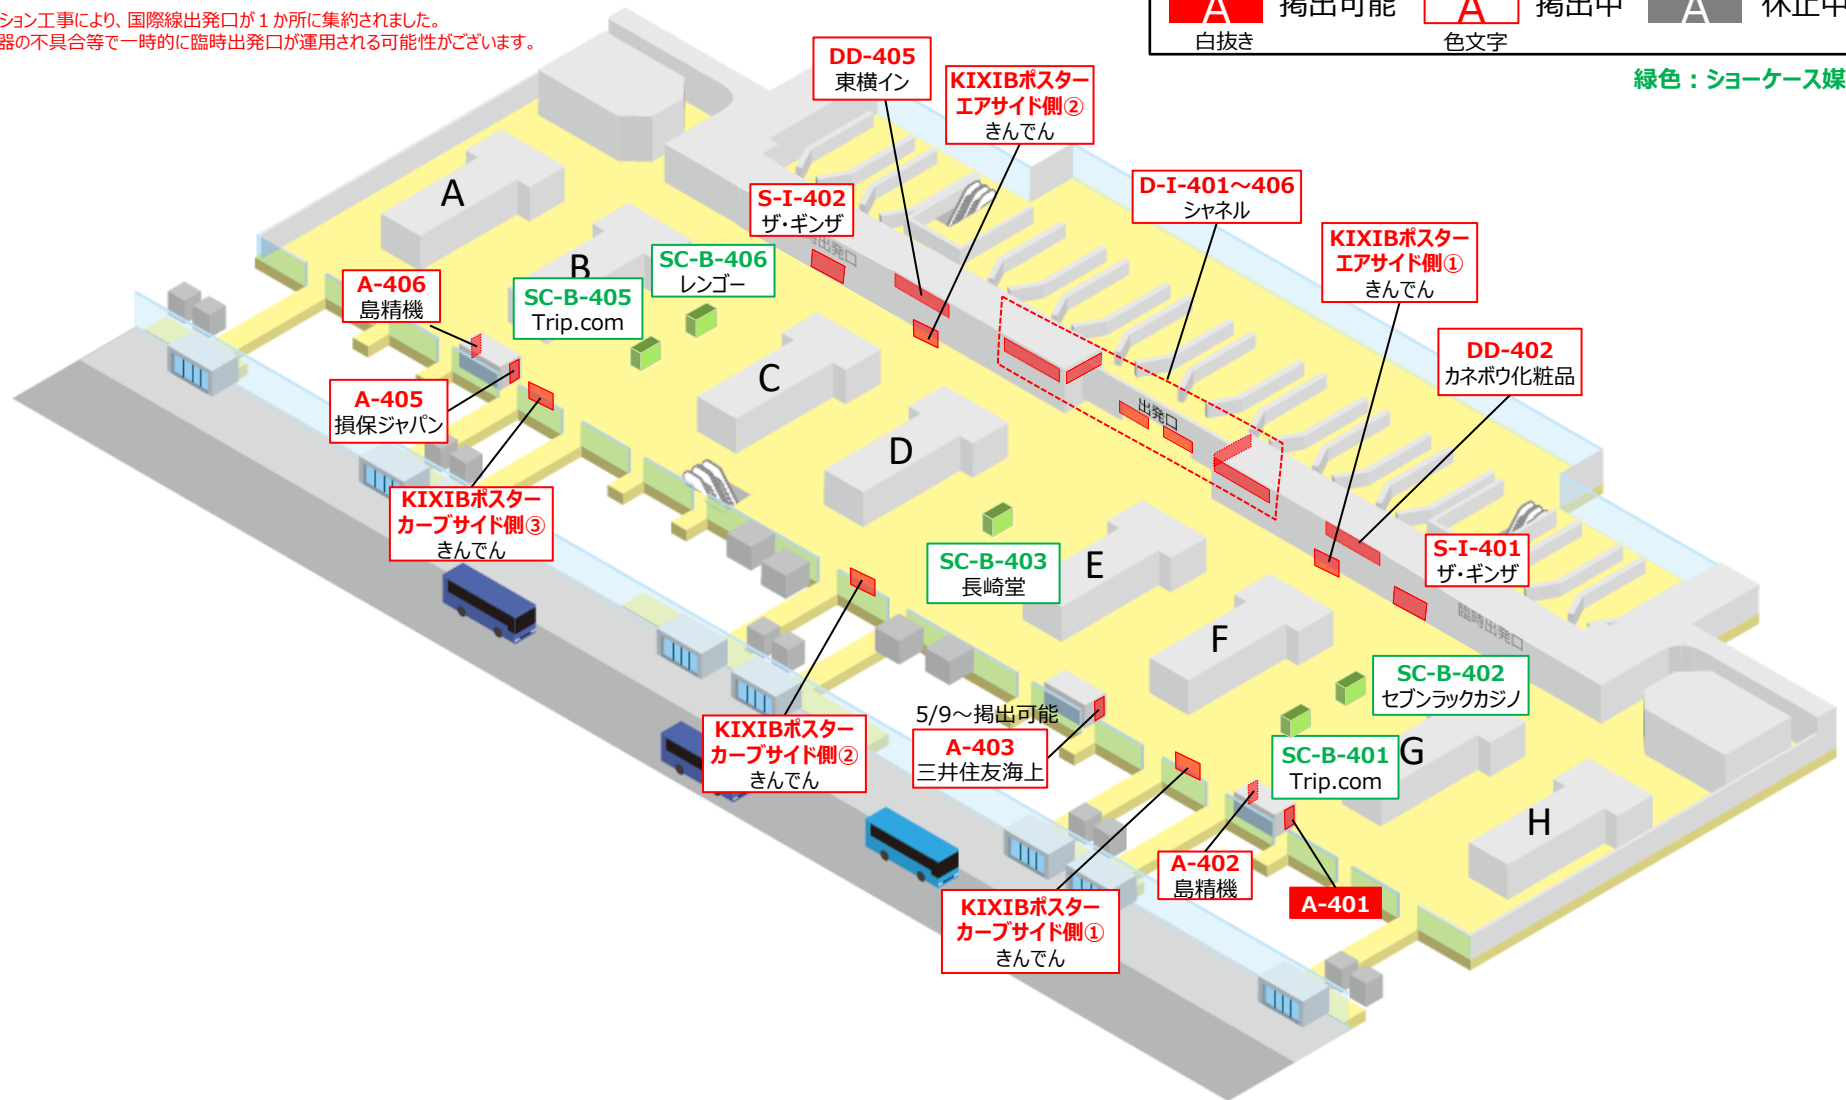 ション工事により、国際線出発口が１か所に集約されました。
器の不具合等で一時的に臨時出発口が運用される可能性がございます。
A 掲出可能
白抜き
A 掲出中
色文字
A 休止中
緑色：ショーケース媒
DD-405
東横イン
KIXIBポスター
エアサイド側②
きんでん
D-I-401～406
シャネル
S-I-402
ザ・ギンザ
時出発口
KIXIBポスター
エアサイド側①
きんでん
DD-402
カネボウ化粧品
SC-B-406
レンゴー
SC-B-405
Trip.com
A-406
島精機
A-405
損保ジャパン
KIXIBポスター
カーブサイド側③
きんでん
出発口
S-I-401
ザ・ギンザ
臨時出発口
SC-B-403
長崎堂
SC-B-402
セブンラックカジノ
SC-B-401
Trip.com
5/9～掲出可能
A-403
三井住友海上
KIXIBポスター
カーブサイド側②
きんでん
A-402
島精機
A-401
KIXIBポスター
カーブサイド側①
きんでん
A
B
C
D
E
F
G
H